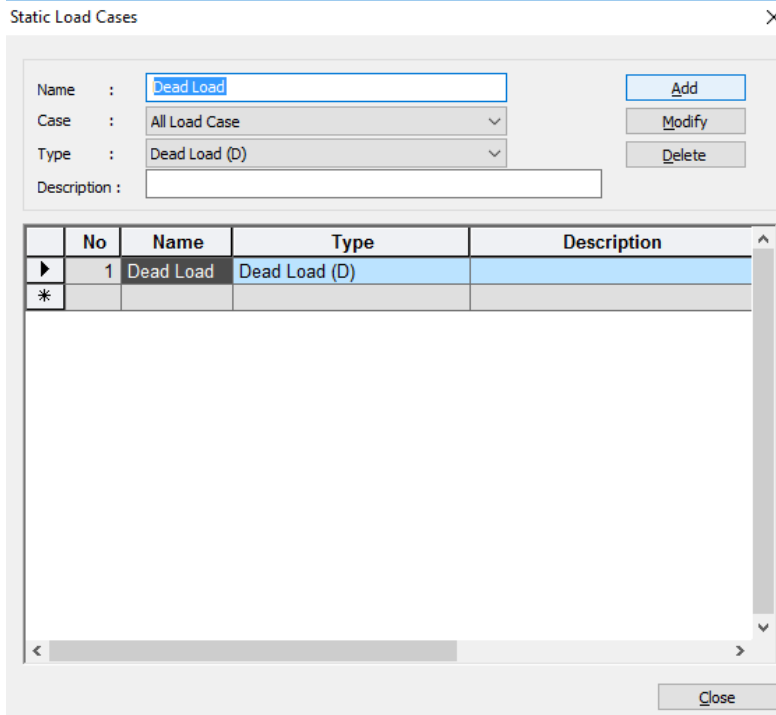 Static Load Cases
Name : Dead Load Add
Case : All Load Case Modify
Type : Dead Load (D) Delete
Description :
No Name Type Description
1 Dead Load Dead Load (D)
Close